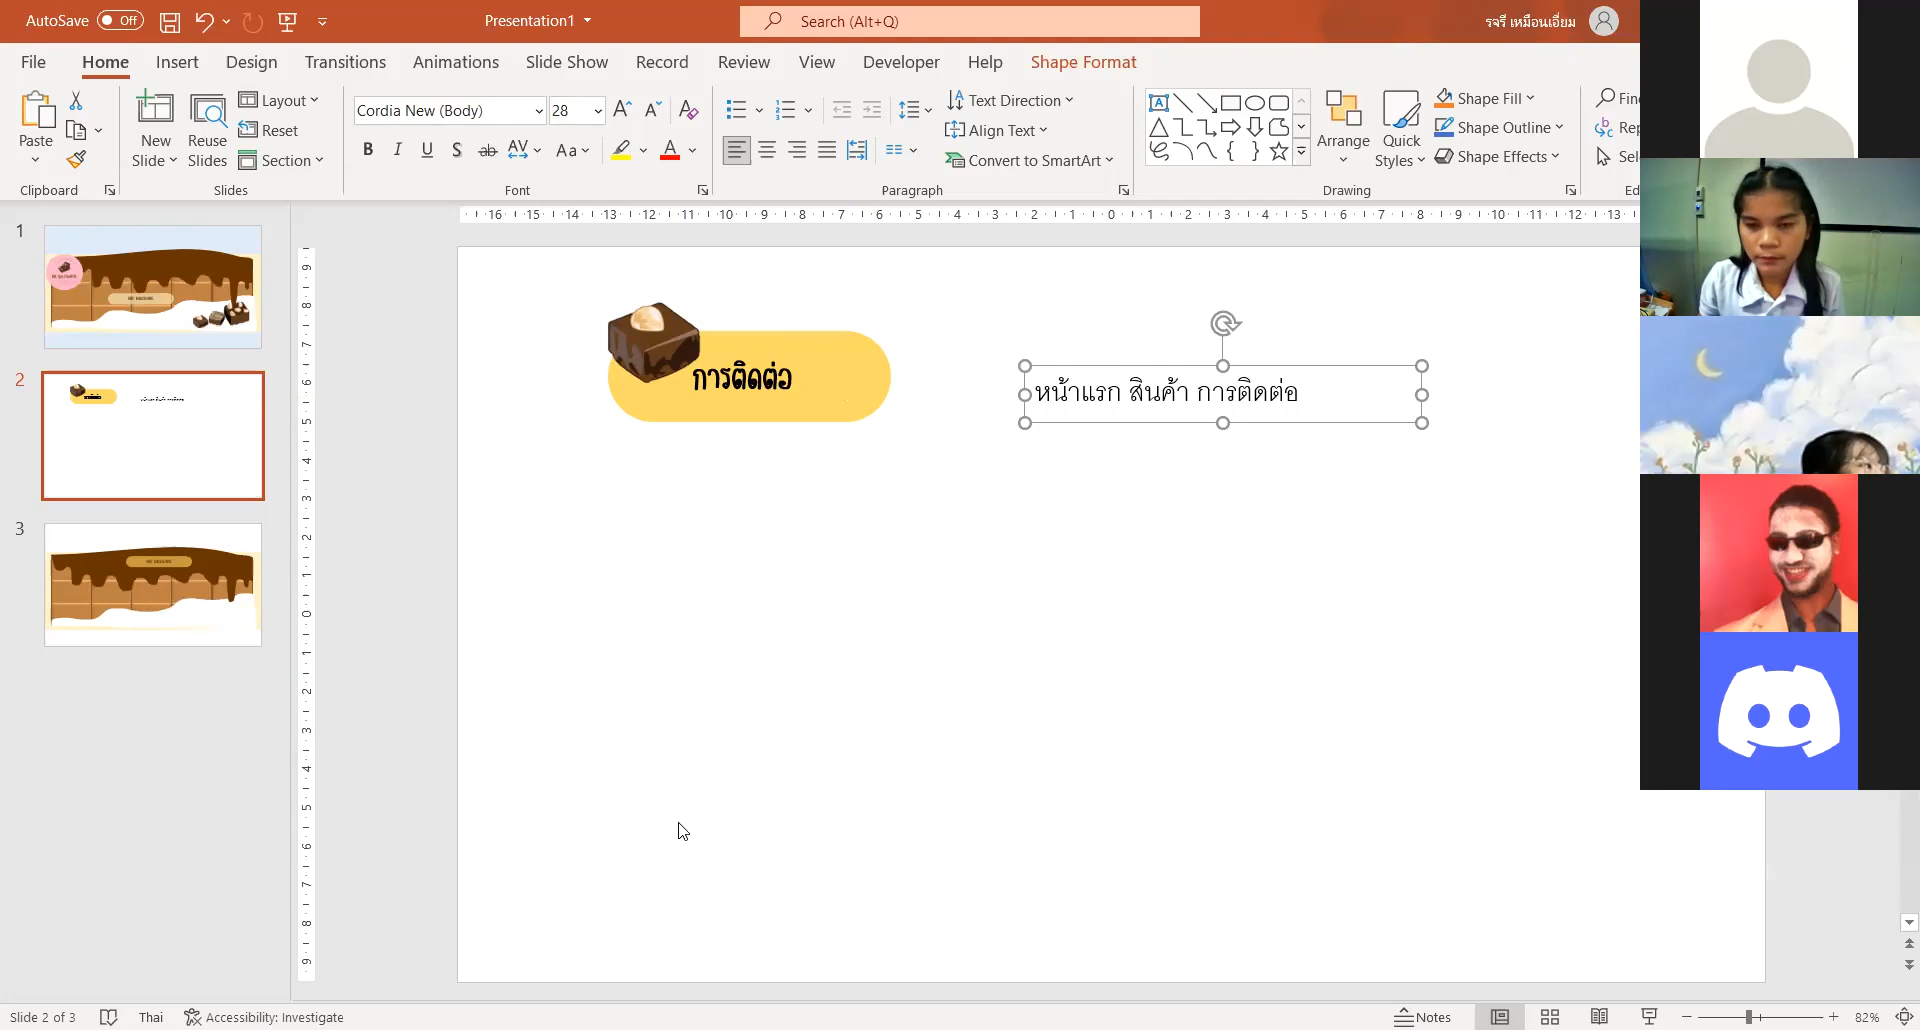 AutoSave Off
Presentation1
Search (Alt+Q)
รจรี เหมือนเอี่ยม
File Home Insert Design Transitions Animations Slide Show Record Review View Developer Help Shape Format
Paste
New Slide
Reuse Slides
Layout
Reset
Section
Cordia New (Body) 28
Text Direction
Align Text
Convert to SmartArt
Arrange
Quick Styles
Shape Fill
Shape Outline
Shape Effects
Clipboard Slides Font Paragraph Drawing
1
2
3
การติดต่อ
หน้าแรก สินค้า การติดต่อ
Slide 2 of 3 Thai Accessibility: Investigate Notes 82%